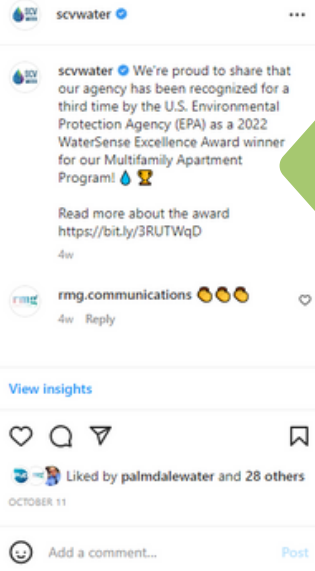 scvwater
scvwater We're proud to share that
our agency has been recognized for a
third time by the U.S. Environmental
Protection Agency (EPA) as a 2022
WaterSense Excellence Award winner
for our Multifamily Apartment
Program! 💧 🏆
Read more about the award
https://bit.ly/3RUTWqD
4w
rmg.communications 👏👏👏
4w Reply
View insights
Liked by palmdalewater and 28 others
OCTOBER 11
Add a comment... Post